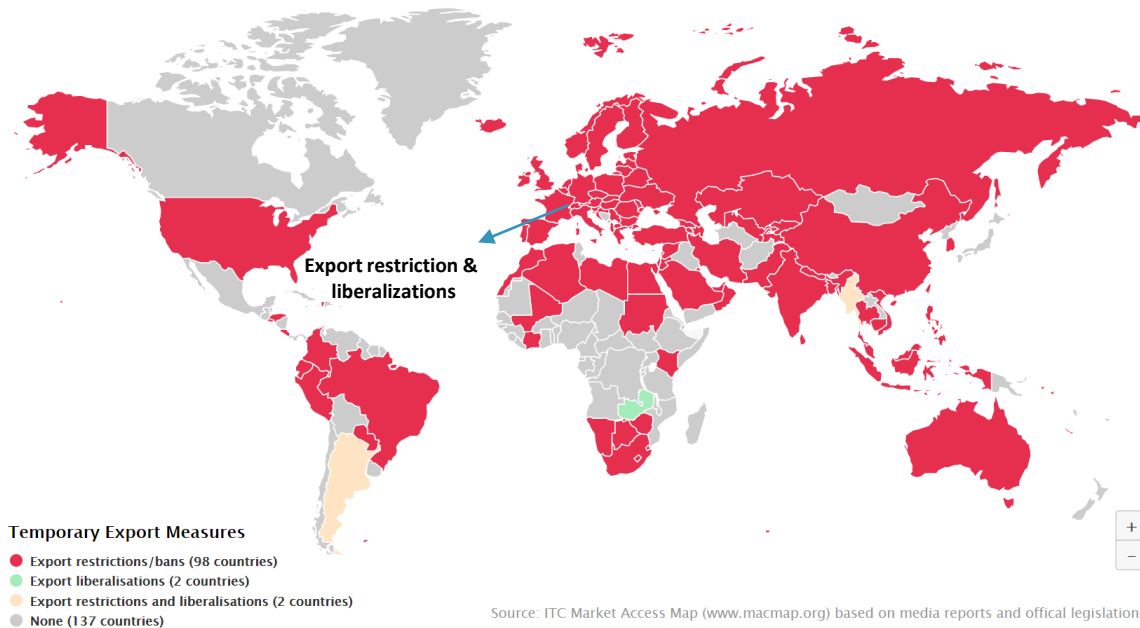 Export restriction &
liberalizations
Temporary Export Measures
Export restrictions/bans (98 countries)
Export liberalisations (2 countries)
Export restrictions and liberalisations (2 countries)
None (137 countries)
+
−
Source: ITC Market Access Map (www.macmap.org) based on media reports and offical legislation